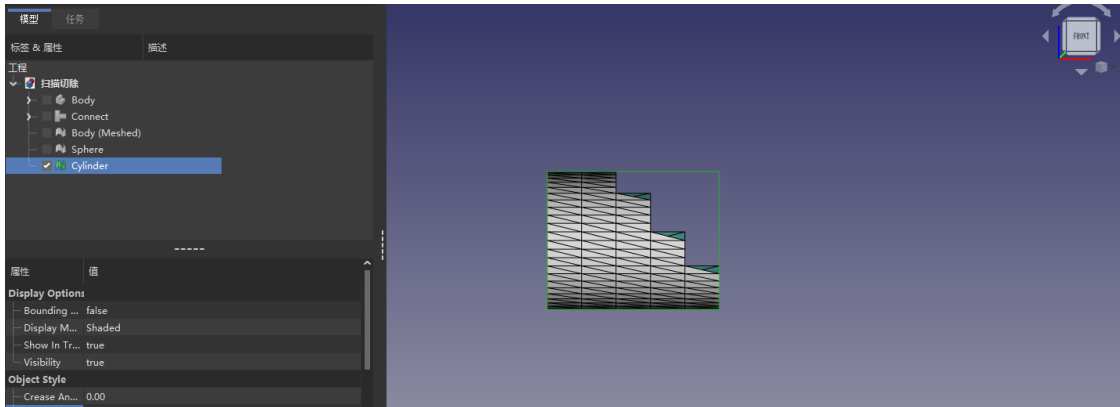 模型 任务
标签 & 属性 描述
工程
扫描切除
Body
Connect
Body (Meshed)
Sphere
Cylinder
属性 值
Display Options
Bounding ... false
Display M... Shaded
Show In Tr... true
Visibility true
Object Style
Crease An... 0.00
FRONT